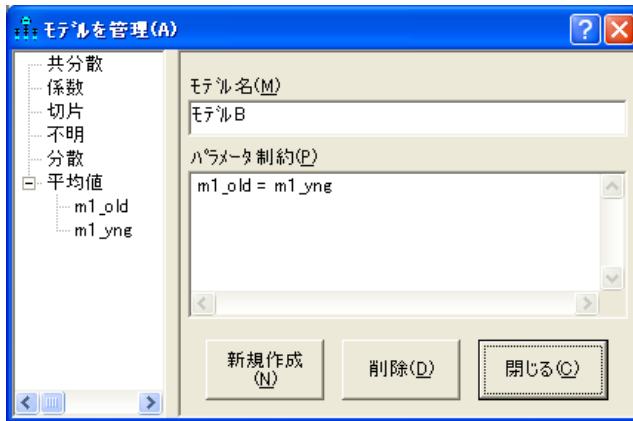 モデルを管理(A)
共分散
係数
切片
不明
分散
平均値
m1_old
m1_yng
モデル名(M)
モデルB
パラメータ制約(P)
m1_old = m1_yng
新規作成
(N)
削除(D)
閉じる(C)